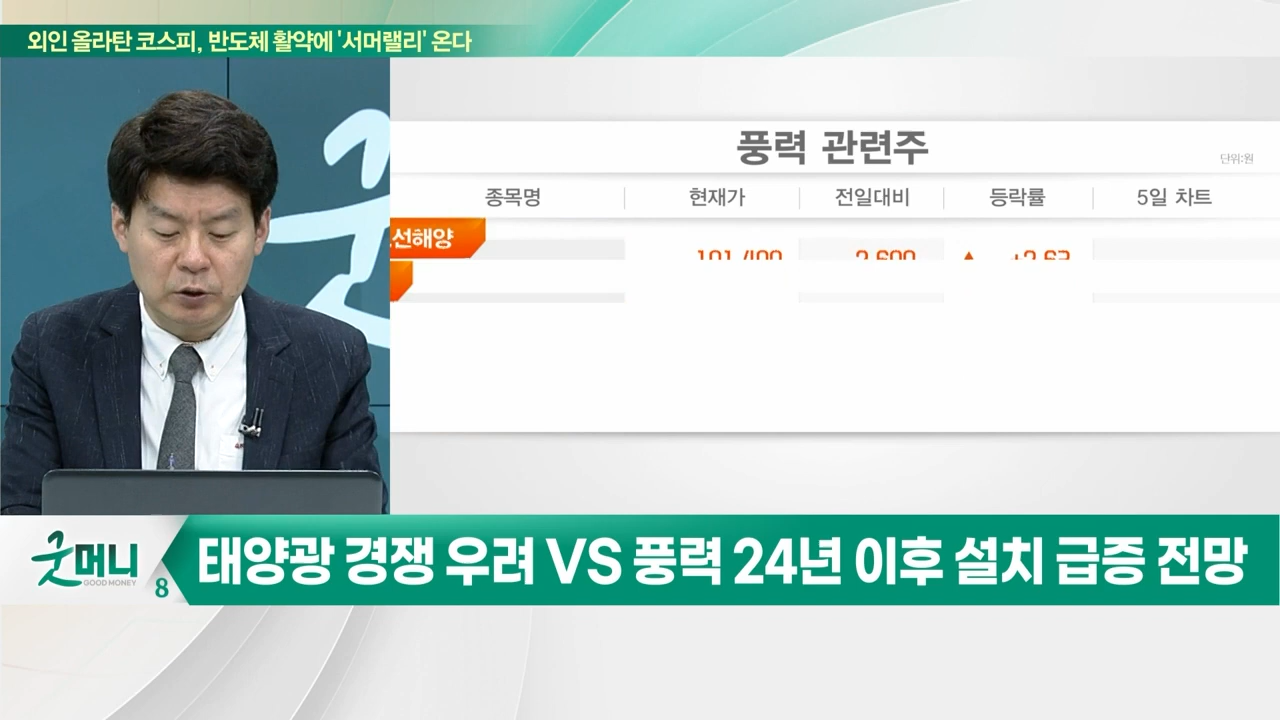 외인 올라탄 코스피, 반도체 활약에 '서머랠리' 온다
풍력 관련주
단위:원
종목명 현재가 전일대비 등락률 5일 차트
선해양
굿머니
GOOD MONEY
8
태양광 경쟁 우려 VS 풍력 24년 이후 설치 급증 전망